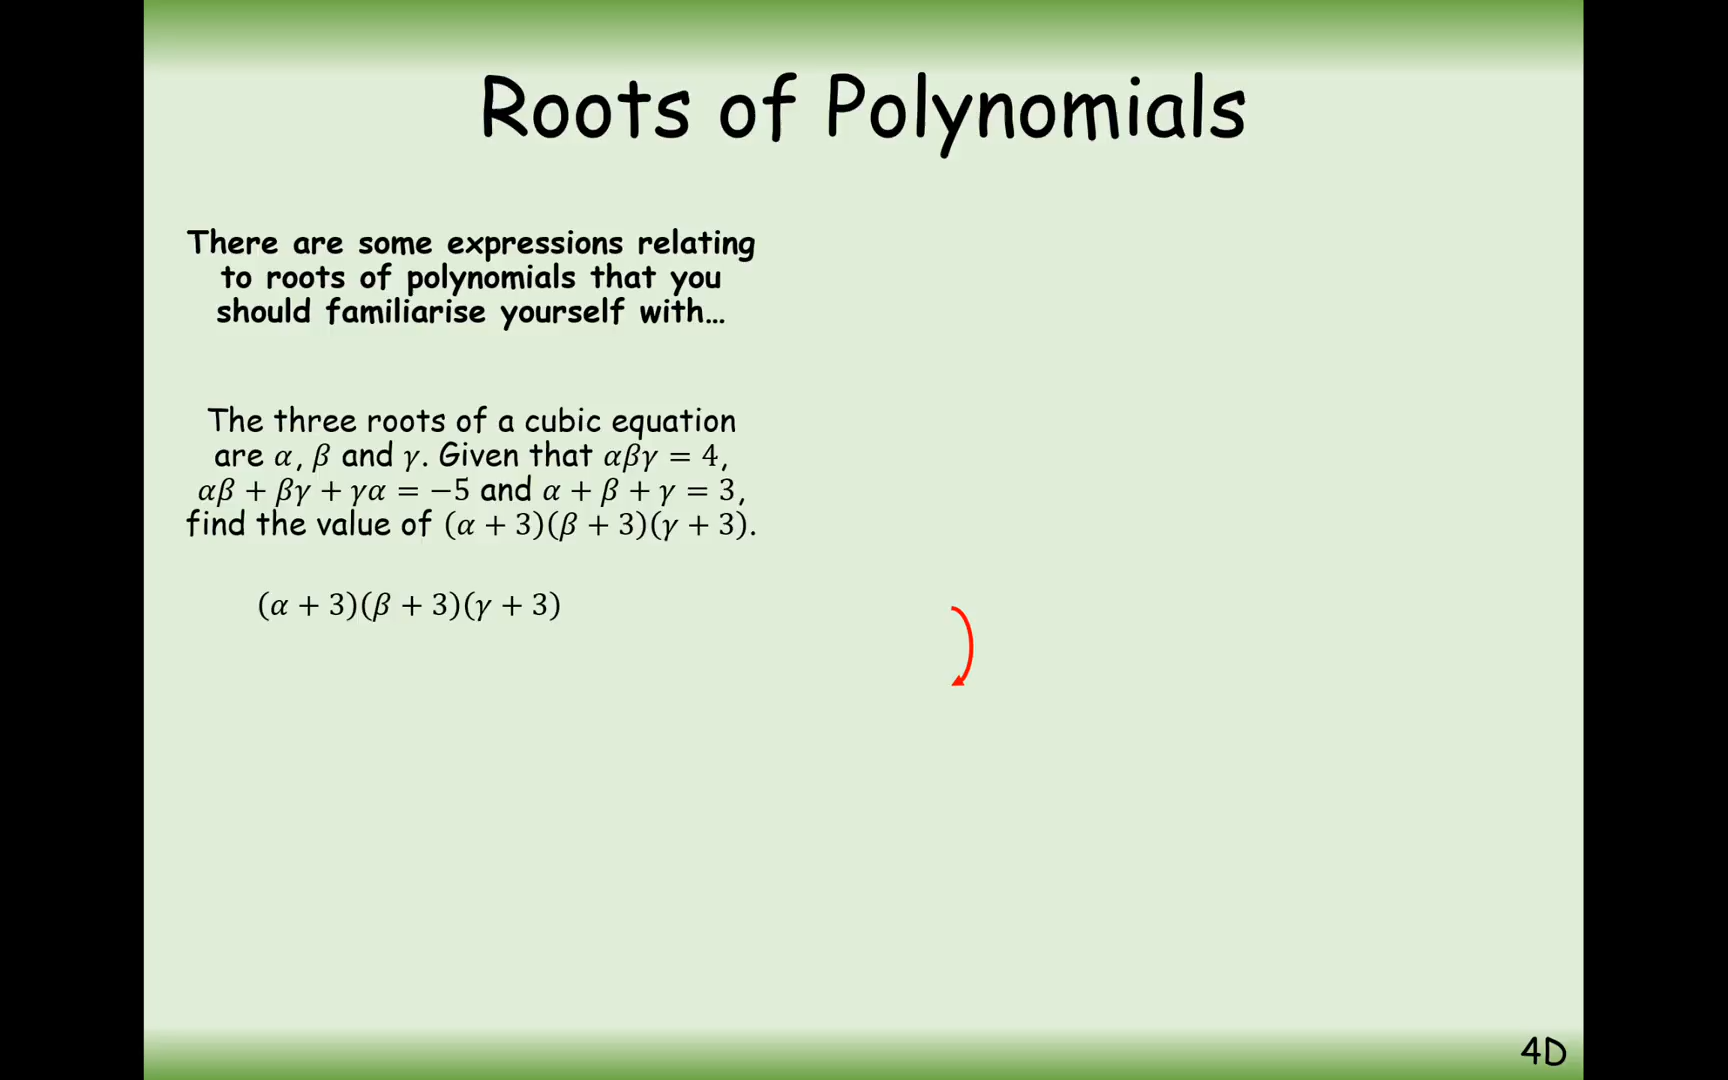 Roots of Polynomials
There are some expressions relating
to roots of polynomials that you
should familiarise yourself with…
The three roots of a cubic equation
are 𝛼, 𝛽 and 𝛾. Given that 𝛼𝛽𝛾 = 4,
𝛼𝛽 + 𝛽𝛾 + 𝛾𝛼 = −5 and 𝛼 + 𝛽 + 𝛾 = 3,
find the value of (𝛼 + 3)(𝛽 + 3)(𝛾 + 3).
(𝛼 + 3)(𝛽 + 3)(𝛾 + 3)
4D